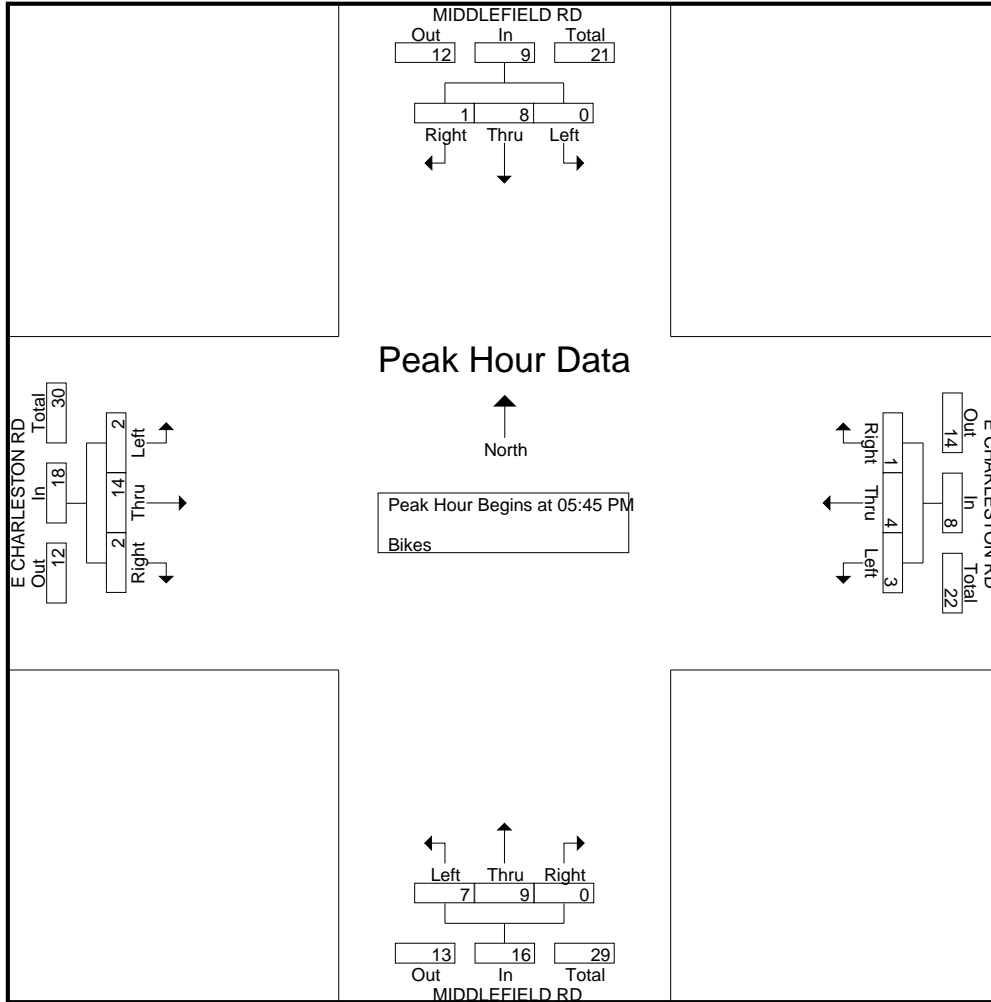 MIDDLEFIELD RD
Out In Total
12 9 21
1 8 0
Right Thru Left
Peak Hour Data
North
Peak Hour Begins at 05:45 PM
Bikes
E CHARLESTON RD
Out In Total
12 18 30
Right Thru Left
2 14 2
E CHARLESTON RD
Out In Total
14 8 22
Right Thru Left
1 4 3
Left Thru Right
7 9 0
13 16 29
Out In Total
MIDDLEFIELD RD